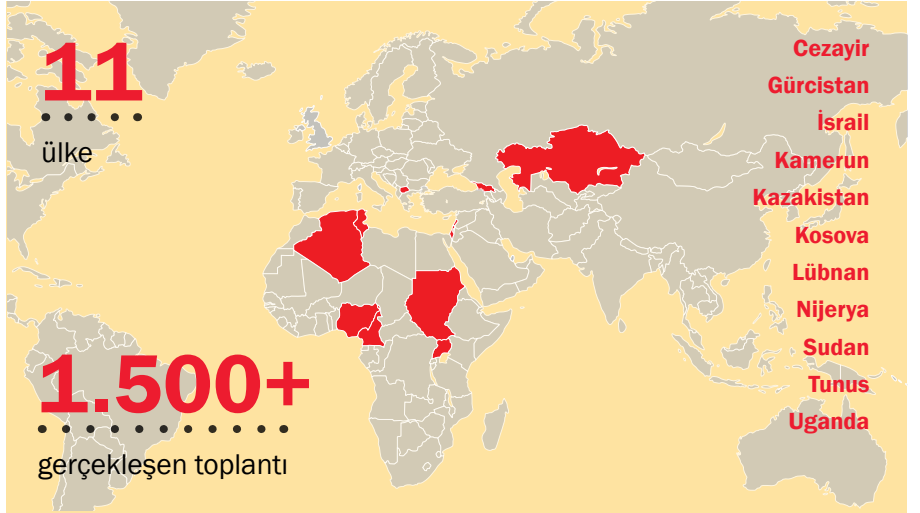 11
ülke
1.500+
gerçekleşen toplantı
Cezayir
Gürcistan
İsrail
Kamerun
Kazakistan
Kosova
Lübnan
Nijerya
Sudan
Tunus
Uganda